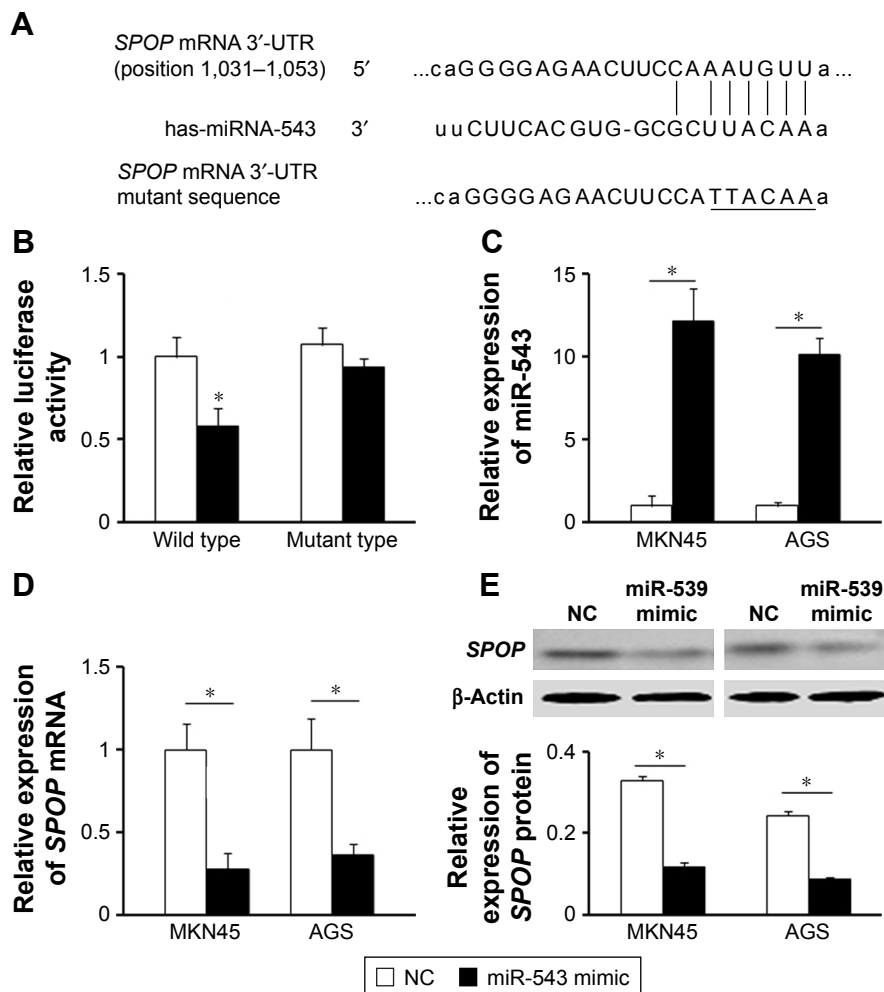 A
SPOP mRNA 3′-UTR
(position 1,031–1,053) 5′ ...caGGGGAGAACUUCCAAAUGUUa...
has-miRNA-543 3′ uuCUUCACGUG-GCGCUUACAAa
SPOP mRNA 3′-UTR
mutant sequence ...caGGGGAGAACUUCCATTACAAa
B
Relative luciferase
activity
1.5
1
0.5
0
*
Wild type Mutant type
C
Relative expression
of miR-543
15
10
5
0
* *
MKN45 AGS
D
Relative expression
of SPOP mRNA
1.5
1
0.5
0
* *
MKN45 AGS
E
NC miR-539 mimic NC miR-539 mimic
SPOP
β-Actin
Relative
expression of
SPOP protein
0.4
0.2
0
* *
MKN45 AGS
NC miR-543 mimic